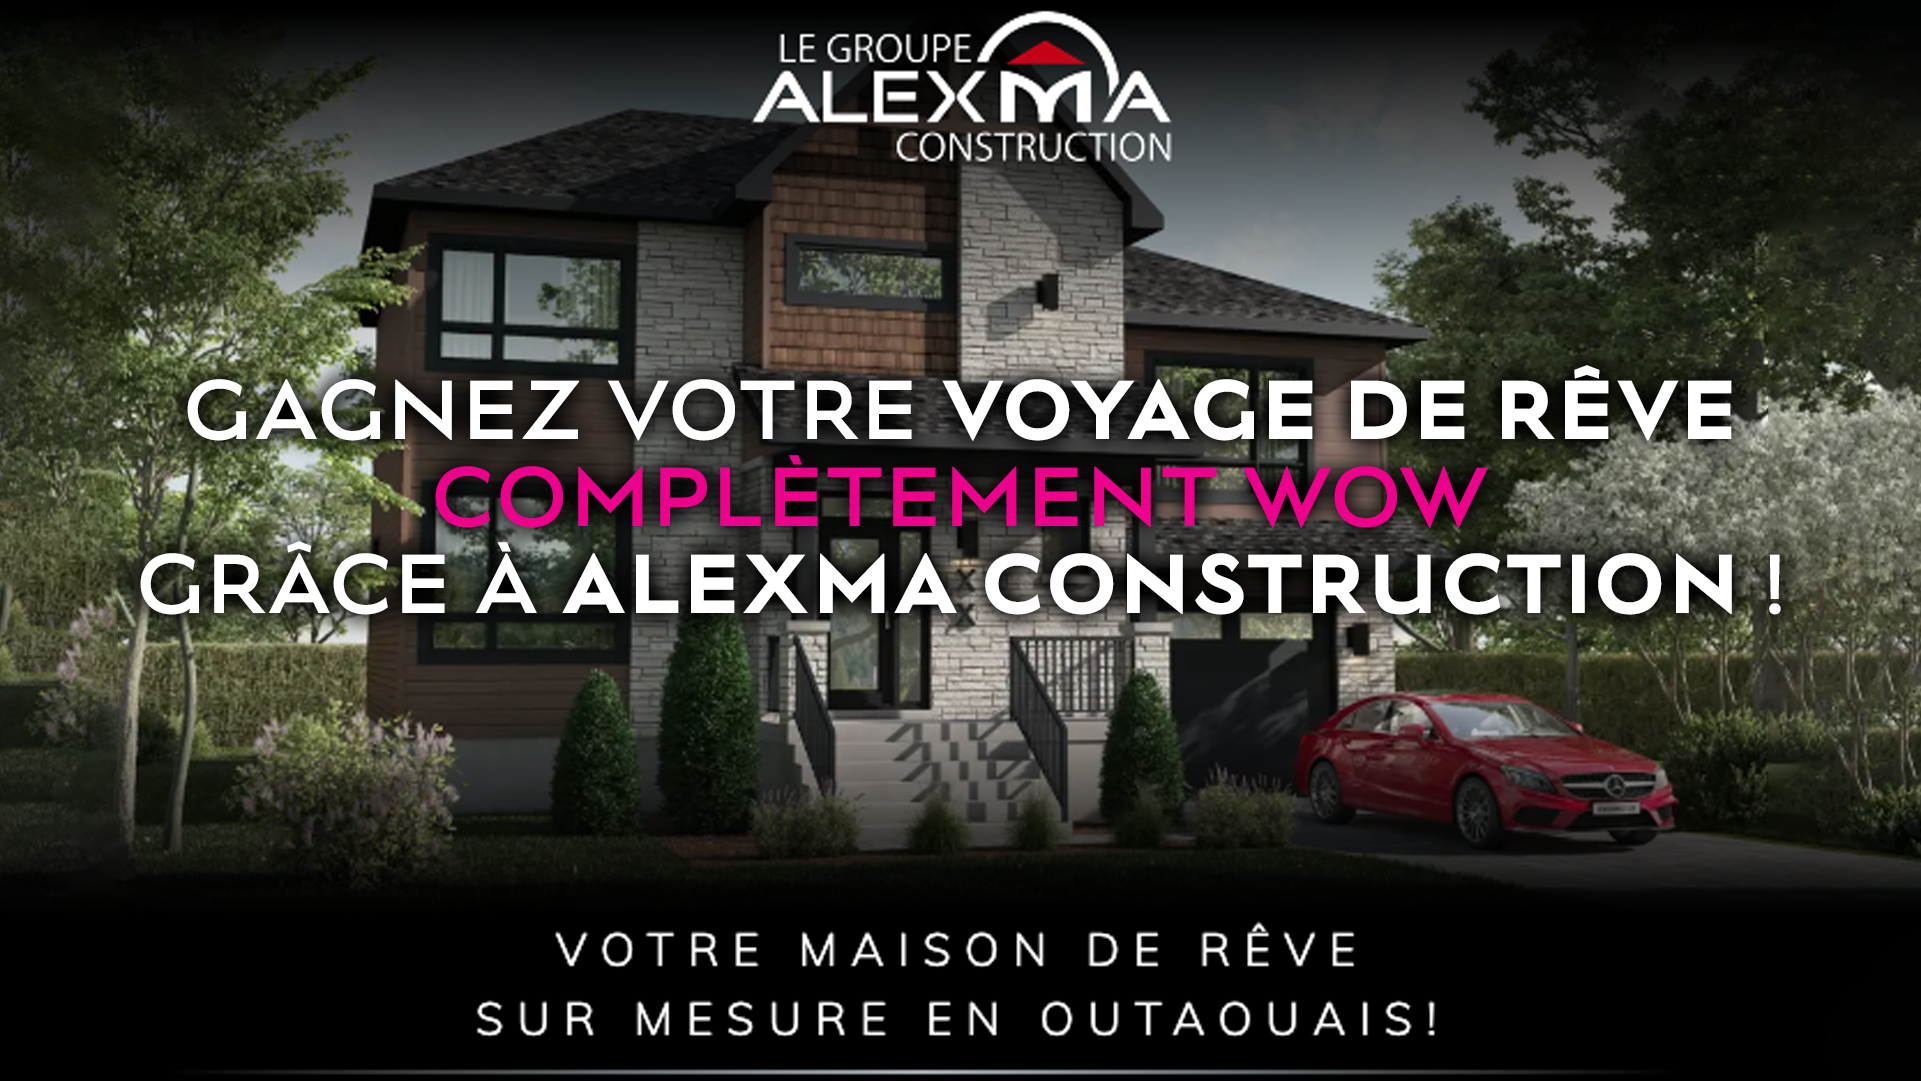 LE GROUPE
ALEXMA
CONSTRUCTION
GAGNEZ VOTRE VOYAGE DE RÊVE
COMPLÈTEMENT WOW
GRÂCE À ALEXMA CONSTRUCTION !
VOTRE MAISON DE RÊVE
SUR MESURE EN OUTAOUAIS!